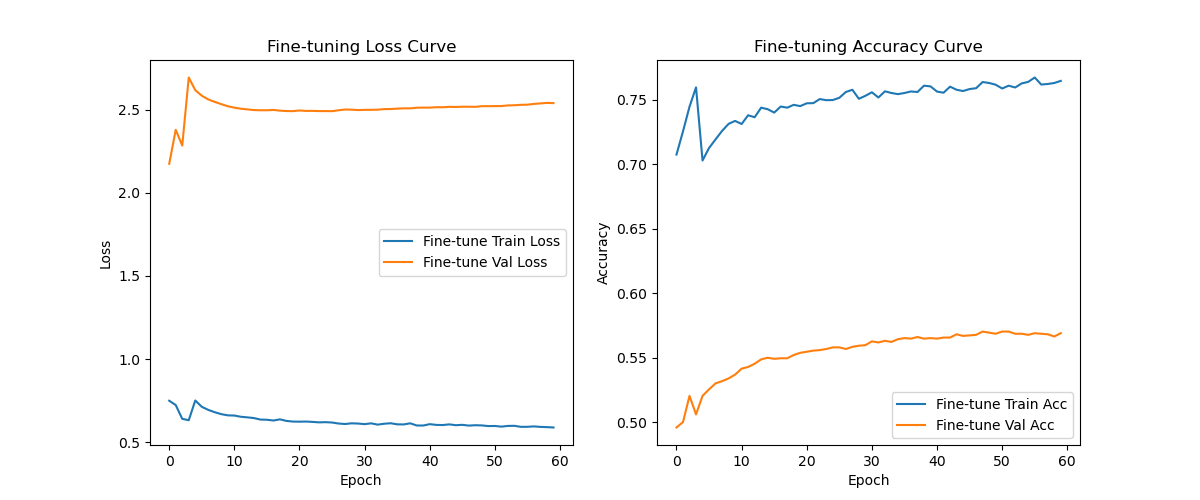 Fine-tuning Loss Curve
Loss
2.5
2.0
1.5
1.0
0.5
Fine-tune Train Loss
Fine-tune Val Loss
0 10 20 30 40 50 60
Epoch
Fine-tuning Accuracy Curve
Accuracy
0.75
0.70
0.65
0.60
0.55
0.50
Fine-tune Train Acc
Fine-tune Val Acc
0 10 20 30 40 50 60
Epoch